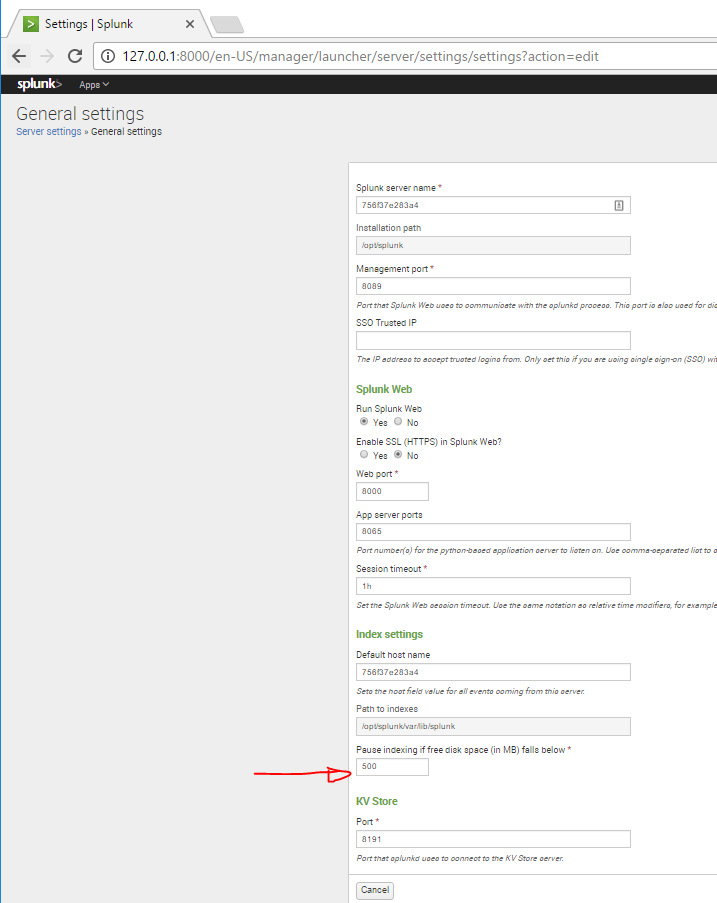 Settings | Splunk
127.0.0.1:8000/en-US/manager/launcher/server/settings/settings?action=edit
splunk> Apps
General settings
Server settings » General settings
Splunk server name *
756f37e283a4
Installation path
/opt/splunk
Management port *
8089
Port that Splunk Web uses to communicate with the splunkd process. This port is also used for
SSO Trusted IP
The IP address to accept trusted logins from. Only set this if you are using single sign-on (SSO)
Splunk Web
Run Splunk Web
Yes No
Enable SSL (HTTPS) in Splunk Web?
Yes No
Web port *
8000
App server ports
8065
Port number(s) for the python-based application server to listen on. Use comma-separated list to
Session timeout *
1h
Set the Splunk Web session timeout. Use the same notation as relative time modifiers, for example
Index settings
Default host name
756f37e283a4
Sets the host field value for all events coming from this server.
Path to indexes
/opt/splunk/var/lib/splunk
Pause indexing if free disk space (in MB) falls below *
500
KV Store
Port *
8191
Port that splunkd uses to connect to the KV Store server.
Cancel